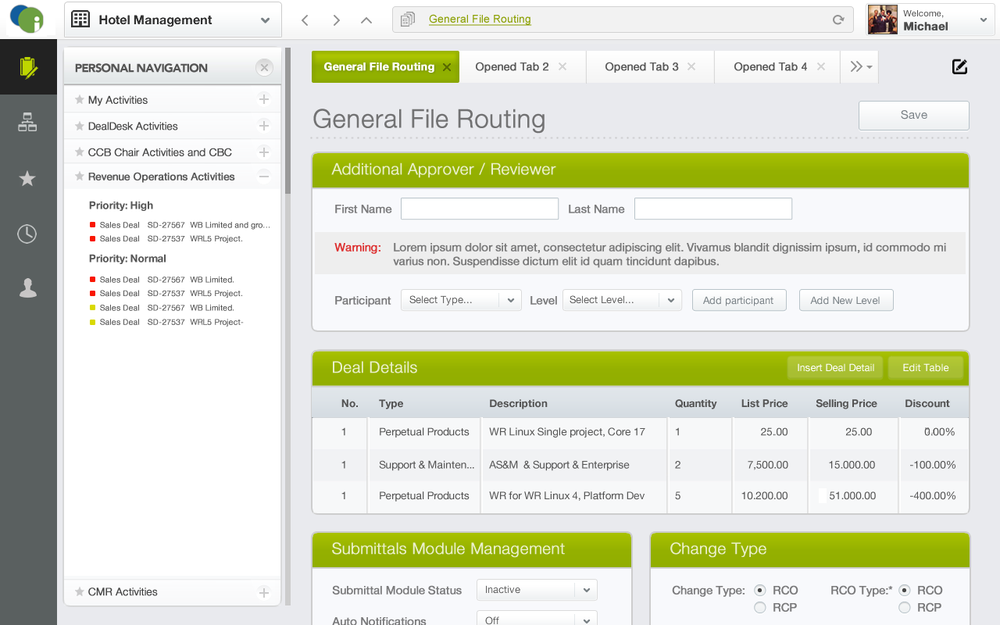 Hotel Management
General File Routing
Welcome,
Michael
PERSONAL NAVIGATION
My Activities
DealDesk Activities
CCB Chair Activities and CBC
Revenue Operations Activities
Priority: High
Sales Deal SD-27567 WB Limited and gro...
Sales Deal SD-27537 WRL5 Project.
Priority: Normal
Sales Deal SD-27567 WB Limited.
Sales Deal SD-27537 WRL5 Project.
Sales Deal SD-27567 WB Limited.
Sales Deal SD-27537 WRL5 Project-
CMR Activities
General File Routing
Opened Tab 2
Opened Tab 3
Opened Tab 4
General File Routing
Save
Additional Approver / Reviewer
First Name
Last Name
Warning: Lorem ipsum dolor sit amet, consectetur adipiscing elit. Vivamus blandit dignissim ipsum, id commodo mi
varius non. Suspendisse dictum elit id quam tincidunt dapibus.
Participant Select Type... Level Select Level... Add participant Add New Level
Deal Details
Insert Deal Detail Edit Table
No. Type Description Quantity List Price Selling Price Discount
1 Perpetual Products WR Linux Single project, Core 17 1 25.00 25.00 0.00%
1 Support & Mainten... AS&M & Support & Enterprise 2 7,500.00 15.000.00 -100.00%
1 Perpetual Products WR for WR Linux 4, Platform Dev 5 10.200.00 51.000.00 -400.00%
Submittals Module Management
Submittal Module Status Inactive
Auto Notifications Off
Change Type
Change Type: RCO RCO Type:* RCO
RCP RCP